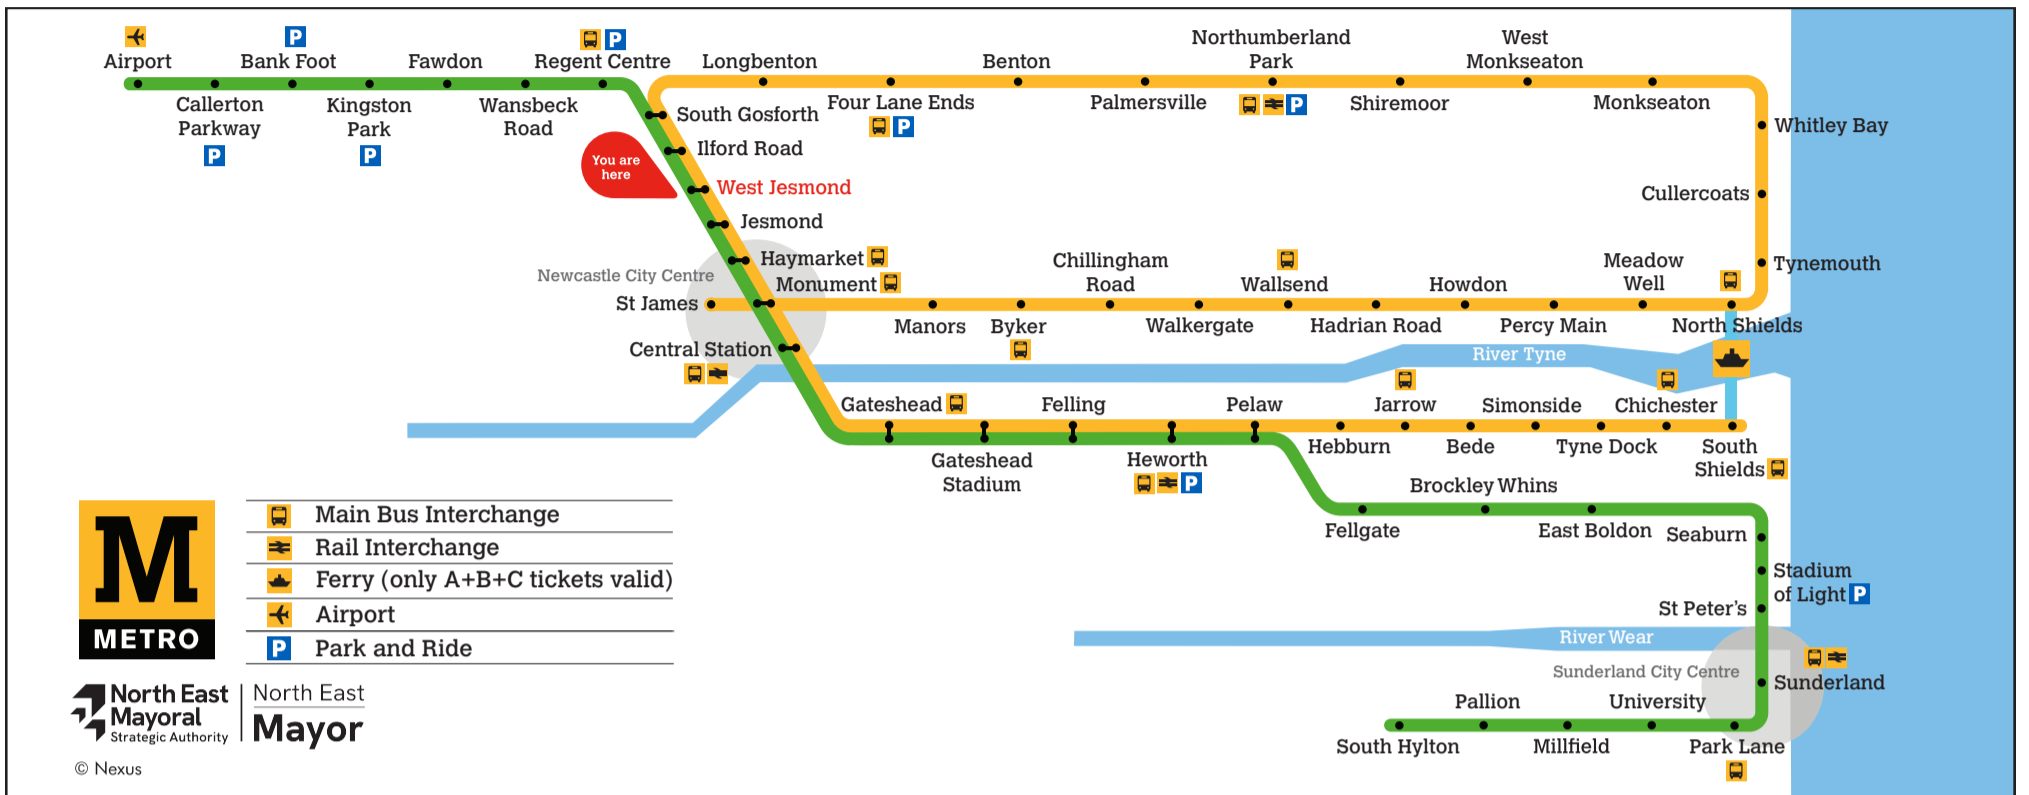 Airport
Callerton
Parkway
P
Bank Foot
P
Kingston
Park
P
Fawdon
Wansbeck
Road
Regent Centre
P
South Gosforth
Ilford Road
You are
here
West Jesmond
Jesmond
Haymarket
Newcastle City Centre
Monument
St James
Central Station
Longbenton
Four Lane Ends
P
Benton
Palmersville
Northumberland
Park
P
Shiremoor
West
Monkseaton
Monkseaton
Whitley Bay
Cullercoats
Tynemouth
Manors
Byker
Chillingham
Road
Walkergate
Wallsend
Hadrian Road
Howdon
Percy Main
Meadow
Well
North Shields
River Tyne
Gateshead
Gateshead
Stadium
Felling
Heworth
P
Pelaw
Hebburn
Jarrow
Bede
Simonside
Tyne Dock
Chichester
South
Shields
Fellgate
Brockley Whins
East Boldon
Seaburn
Stadium
of Light P
St Peter's
River Wear
Sunderland City Centre
Sunderland
Park Lane
University
Millfield
Pallion
South Hylton
M
METRO
Main Bus Interchange
Rail Interchange
Ferry (only A+B+C tickets valid)
Airport
P Park and Ride
North East
Mayoral
Strategic Authority
North East
Mayor
© Nexus